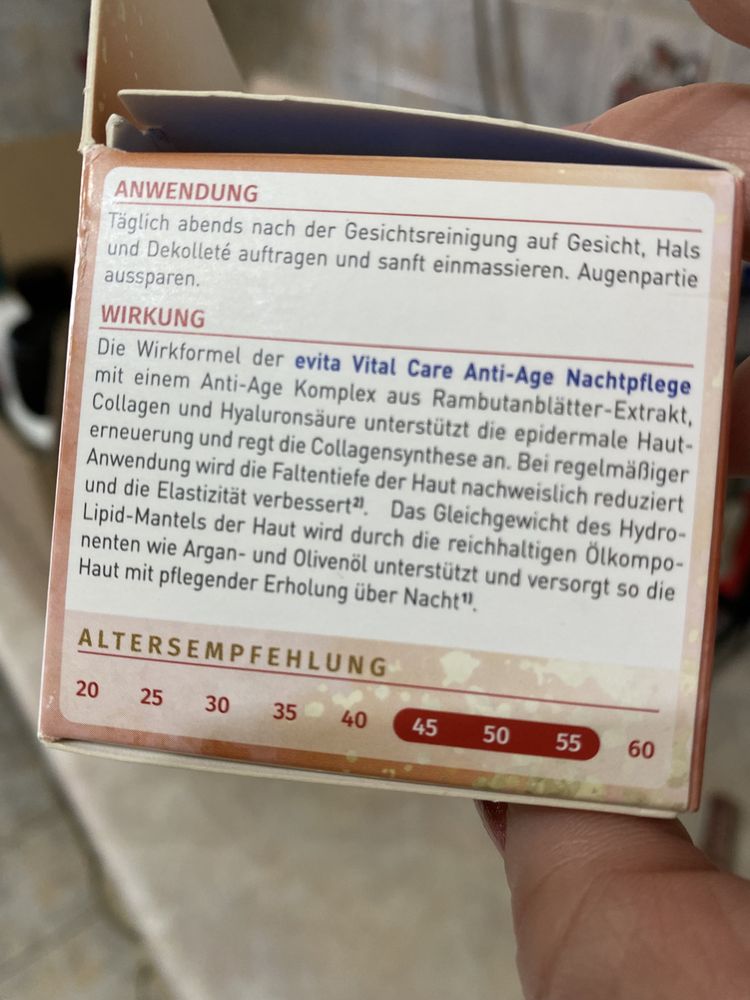 ANWENDUNG
Täglich abends nach der Gesichtsreinigung auf Gesicht, Hals
und Dekolleté auftragen und sanft einmassieren. Augenpartie
aussparen.
WIRKUNG
Die Wirkformel der evita Vital Care Anti-Age Nachtpflege
mit einem Anti-Age Komplex aus Rambutanblätter-Extrakt,
Collagen und Hyaluronsäure unterstützt die epidermale Haut-
erneuerung und regt die Collagensynthese an. Bei regelmäßiger
Anwendung wird die Faltentiefe der Haut nachweislich reduziert
und die Elastizität verbessert²⁾. Das Gleichgewicht des Hydro-
Lipid-Mantels der Haut wird durch die reichhaltigen Ölkompo-
nenten wie Argan- und Olivenöl unterstützt und versorgt so die
Haut mit pflegender Erholung über Nacht¹⁾.
ALTERSEMPFEHLUNG
20 25 30 35 40 45 50 55 60